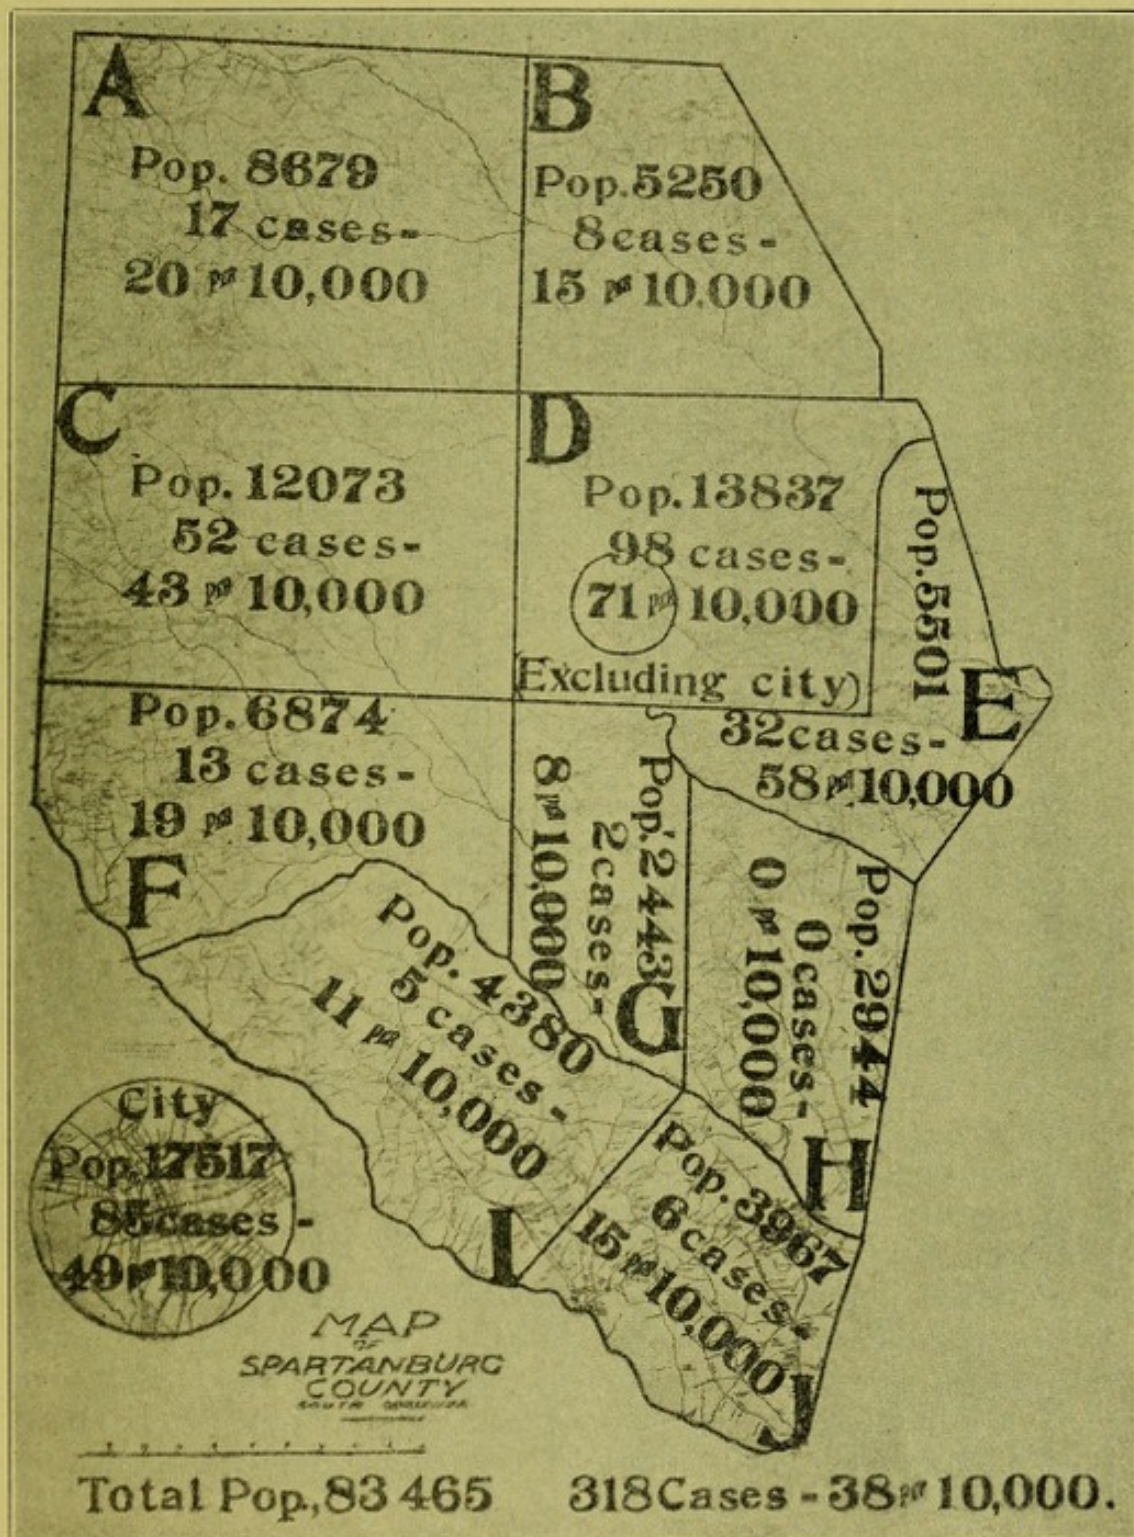 A
Pop. 8679
17 cases-
20 per 10,000
B
Pop. 5250
8 cases-
15 per 10.000
C
Pop. 12073
52 cases-
43 per 10,000
D
Pop. 13837
98 cases-
71 per 10,000
(Excluding city)
Pop. 5501
E
32 cases-
58 per 10,000
Pop. 6874
13 cases-
19 per 10,000
F
Pop. 2443
2 cases-
8 per 10,000
G
Pop. 2944
0 cases-
0 per 10,000
H
Pop. 4380
5 cases-
11 per 10,000
I
Pop. 3967
6 cases-
15 per 10,000
J
City
Pop. 17517
85 cases-
49 per 10,000
MAP
OF
SPARTANBURG
COUNTY
SOUTH CAROLINA
Total Pop., 83 465 318 Cases - 38 per 10,000.